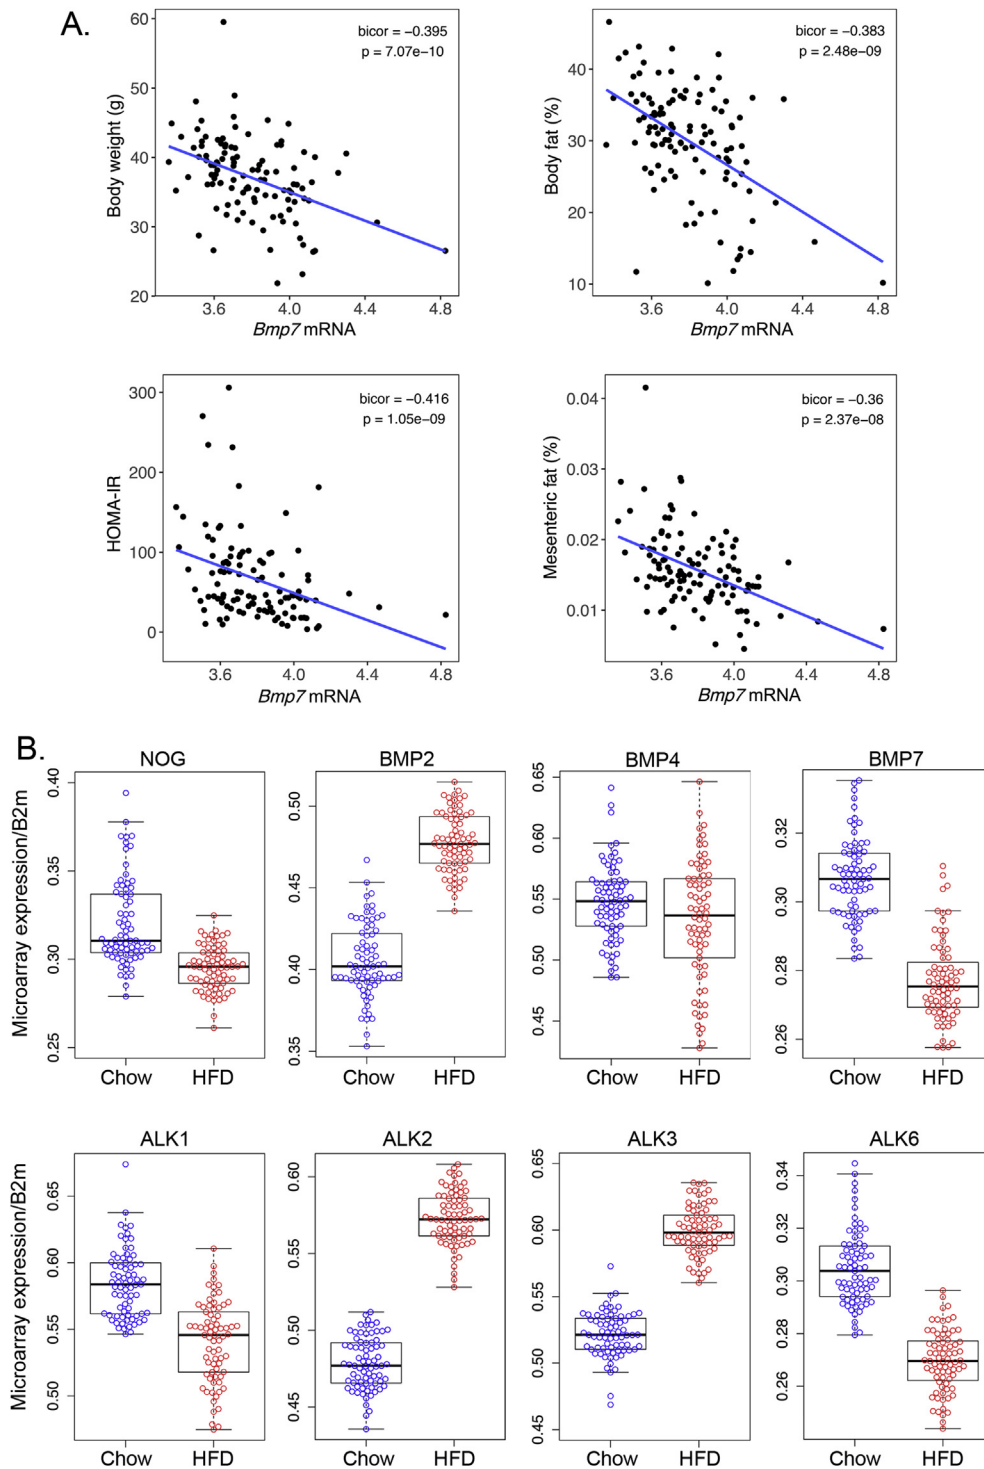 A.
bicor = −0.395
p = 7.07e−10
Body weight (g)
60
50
40
30
20
3.6 4.0 4.4 4.8
Bmp7 mRNA
bicor = −0.383
p = 2.48e−09
Body fat (%)
40
30
20
10
3.6 4.0 4.4 4.8
Bmp7 mRNA
bicor = −0.416
p = 1.05e−09
HOMA-IR
300
200
100
0
3.6 4.0 4.4 4.8
Bmp7 mRNA
bicor = −0.36
p = 2.37e−08
Mesenteric fat (%)
0.04
0.03
0.02
0.01
3.6 4.0 4.4 4.8
Bmp7 mRNA
B.
Microarray expression/B2m
NOG
0.40
0.35
0.30
0.25
Chow HFD
BMP2
0.50
0.45
0.40
0.35
Chow HFD
BMP4
0.65
0.60
0.55
0.50
0.45
Chow HFD
BMP7
0.32
0.30
0.28
0.26
Chow HFD
Microarray expression/B2m
ALK1
0.65
0.60
0.55
0.50
Chow HFD
ALK2
0.60
0.55
0.50
0.45
Chow HFD
ALK3
0.65
0.60
0.55
0.50
0.45
Chow HFD
ALK6
0.34
0.32
0.30
0.28
0.26
Chow HFD